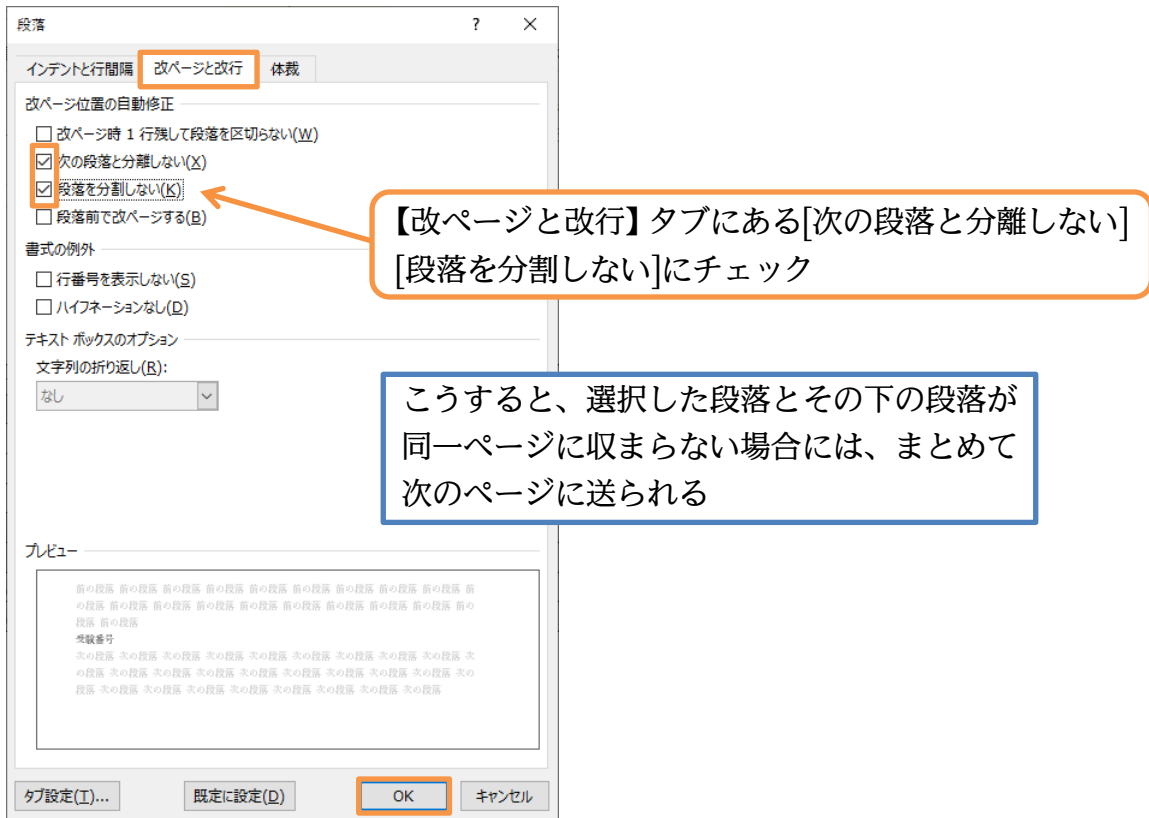 段落
?
×
インデントと行間隔 改ページと改行 体裁
改ページ位置の自動修正
改ページ時 1 行残して段落を区切らない(W)
次の段落と分離しない(X)
段落を分割しない(K)
段落前で改ページする(B)
【改ページと改行】タブにある[次の段落と分離しない]
[段落を分割しない]にチェック
書式の例外
行番号を表示しない(S)
ハイフネーションなし(D)
テキスト ボックスのオプション
文字列の折り返し(R):
なし
こうすると、選択した段落とその下の段落が
同一ページに収まらない場合には、まとめて
次のページに送られる
プレビュー
前の段落 前の段落 前の段落 前の段落 前の段落 前の段落 前の段落 前の段落 前の段落 前
の段落 前の段落 前の段落 前の段落 前の段落 前の段落 前の段落 前の段落 前の段落 前の
段落 前の段落
受験番号
次の段落 次の段落 次の段落 次の段落 次の段落 次の段落 次の段落 次の段落 次の段落 次
の段落 次の段落 次の段落 次の段落 次の段落 次の段落 次の段落 次の段落 次の段落 次の
段落 次の段落 次の段落 次の段落 次の段落 次の段落 次の段落 次の段落 次の段落
タブ設定(T)... 既定に設定(D) OK キャンセル